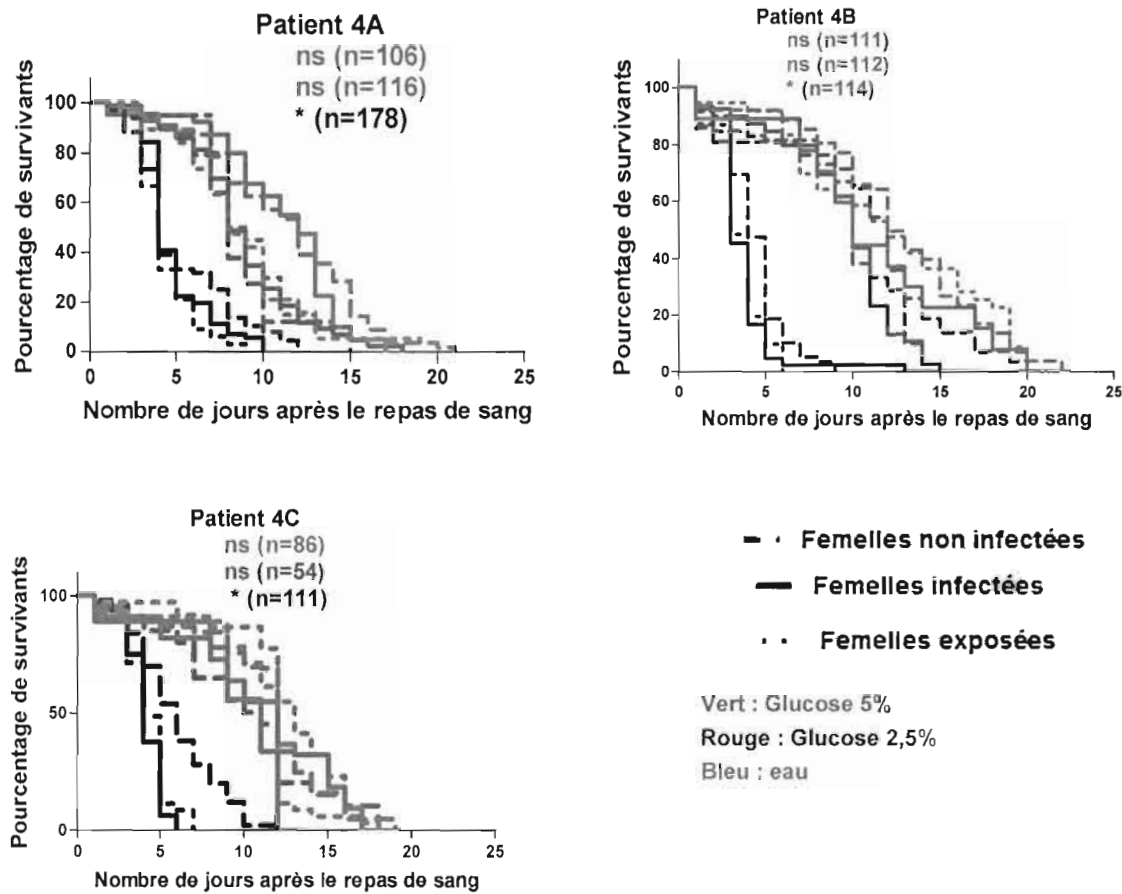 Patient 4A
ns (n=106)
ns (n=116)
* (n=178)
Pourcentage de survivants
100
80
60
40
20
0
0 5 10 15 20 25
Nombre de jours après le repas de sang
Patient 4B
ns (n=111)
ns (n=112)
* (n=114)
Pourcentage de survivants
100
80
60
40
20
0
0 5 10 15 20 25
Nombre de jours après le repas de sang
Patient 4C
ns (n=86)
ns (n=54)
* (n=111)
Pourcentage de survivants
100
50
0
0 5 10 15 20 25
Nombre de jours après le repas de sang
Femelles non infectées
Femelles infectées
Femelles exposées
Vert : Glucose 5%
Rouge : Glucose 2,5%
Bleu : eau